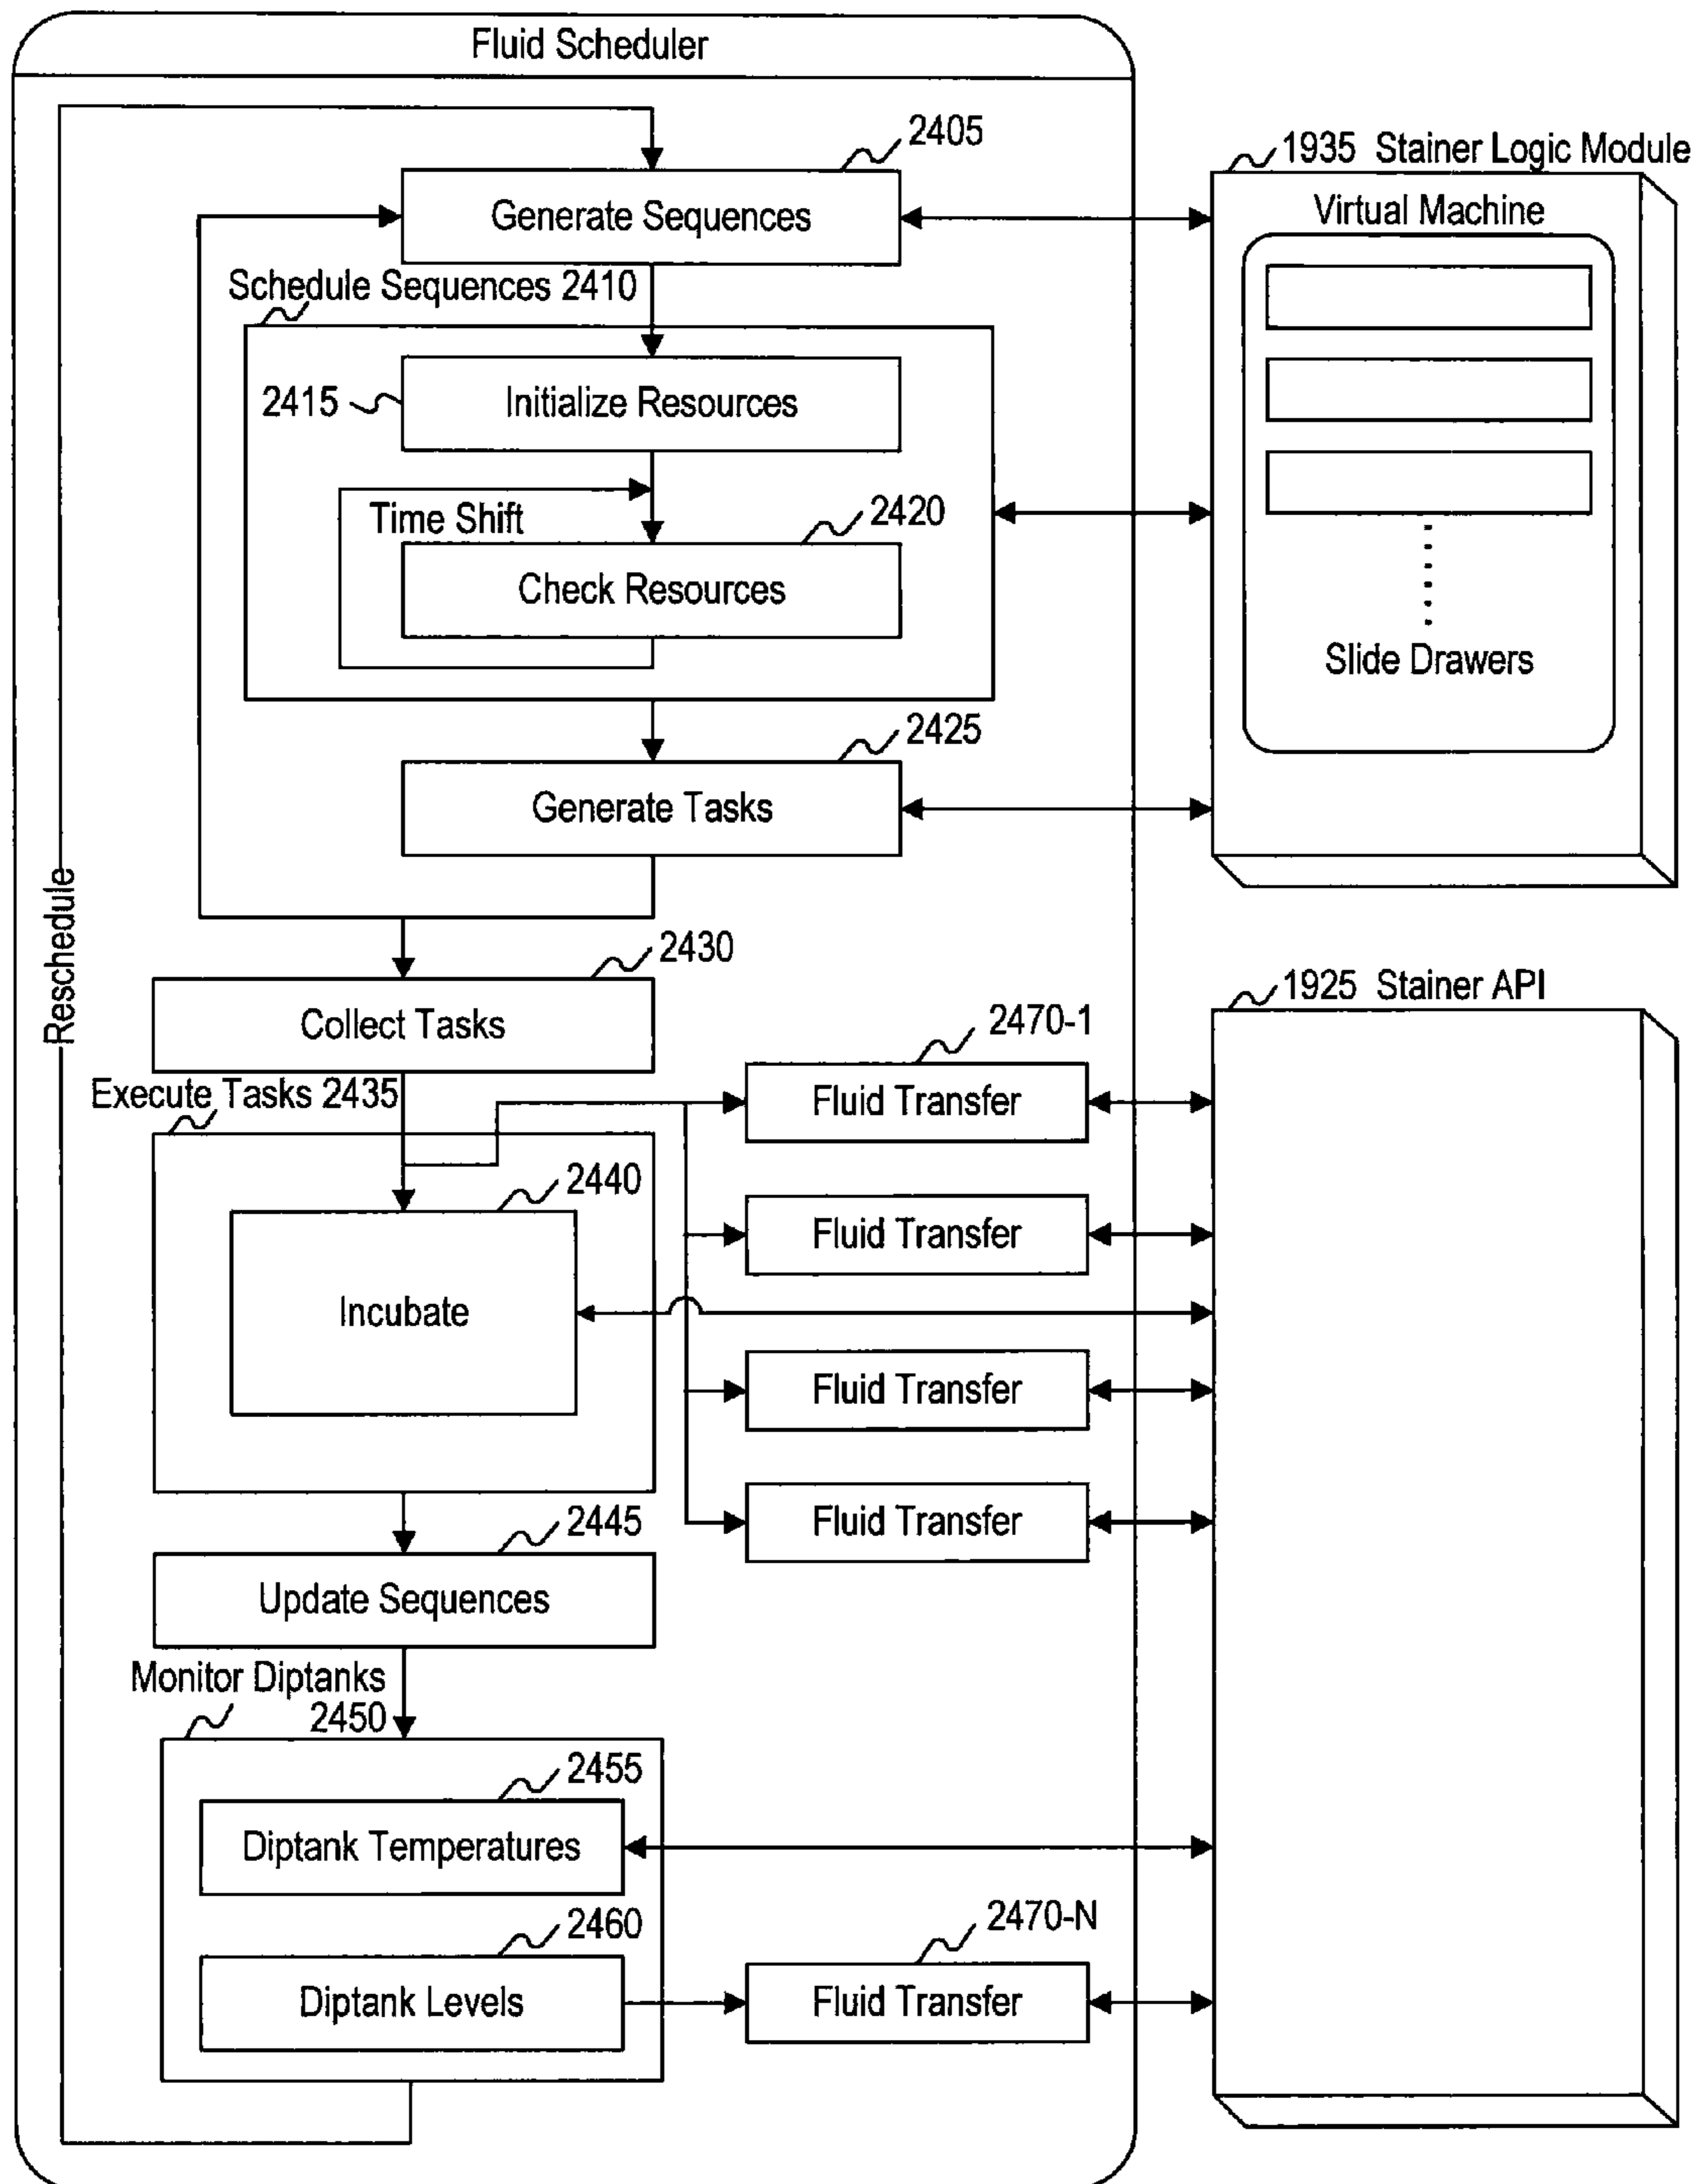 Fluid Scheduler
2405
1935 Stainer Logic Module
Generate Sequences
Virtual Machine
Schedule Sequences 2410
2415
Initialize Resources
Time Shift
2420
Check Resources
Slide Drawers
2425
Generate Tasks
Reschedule
2430
Collect Tasks
1925 Stainer API
2470-1
Execute Tasks 2435
Fluid Transfer
2440
Fluid Transfer
Incubate
Fluid Transfer
Fluid Transfer
2445
Update Sequences
Monitor Diptanks
2450
2455
Diptank Temperatures
2460
2470-N
Diptank Levels
Fluid Transfer